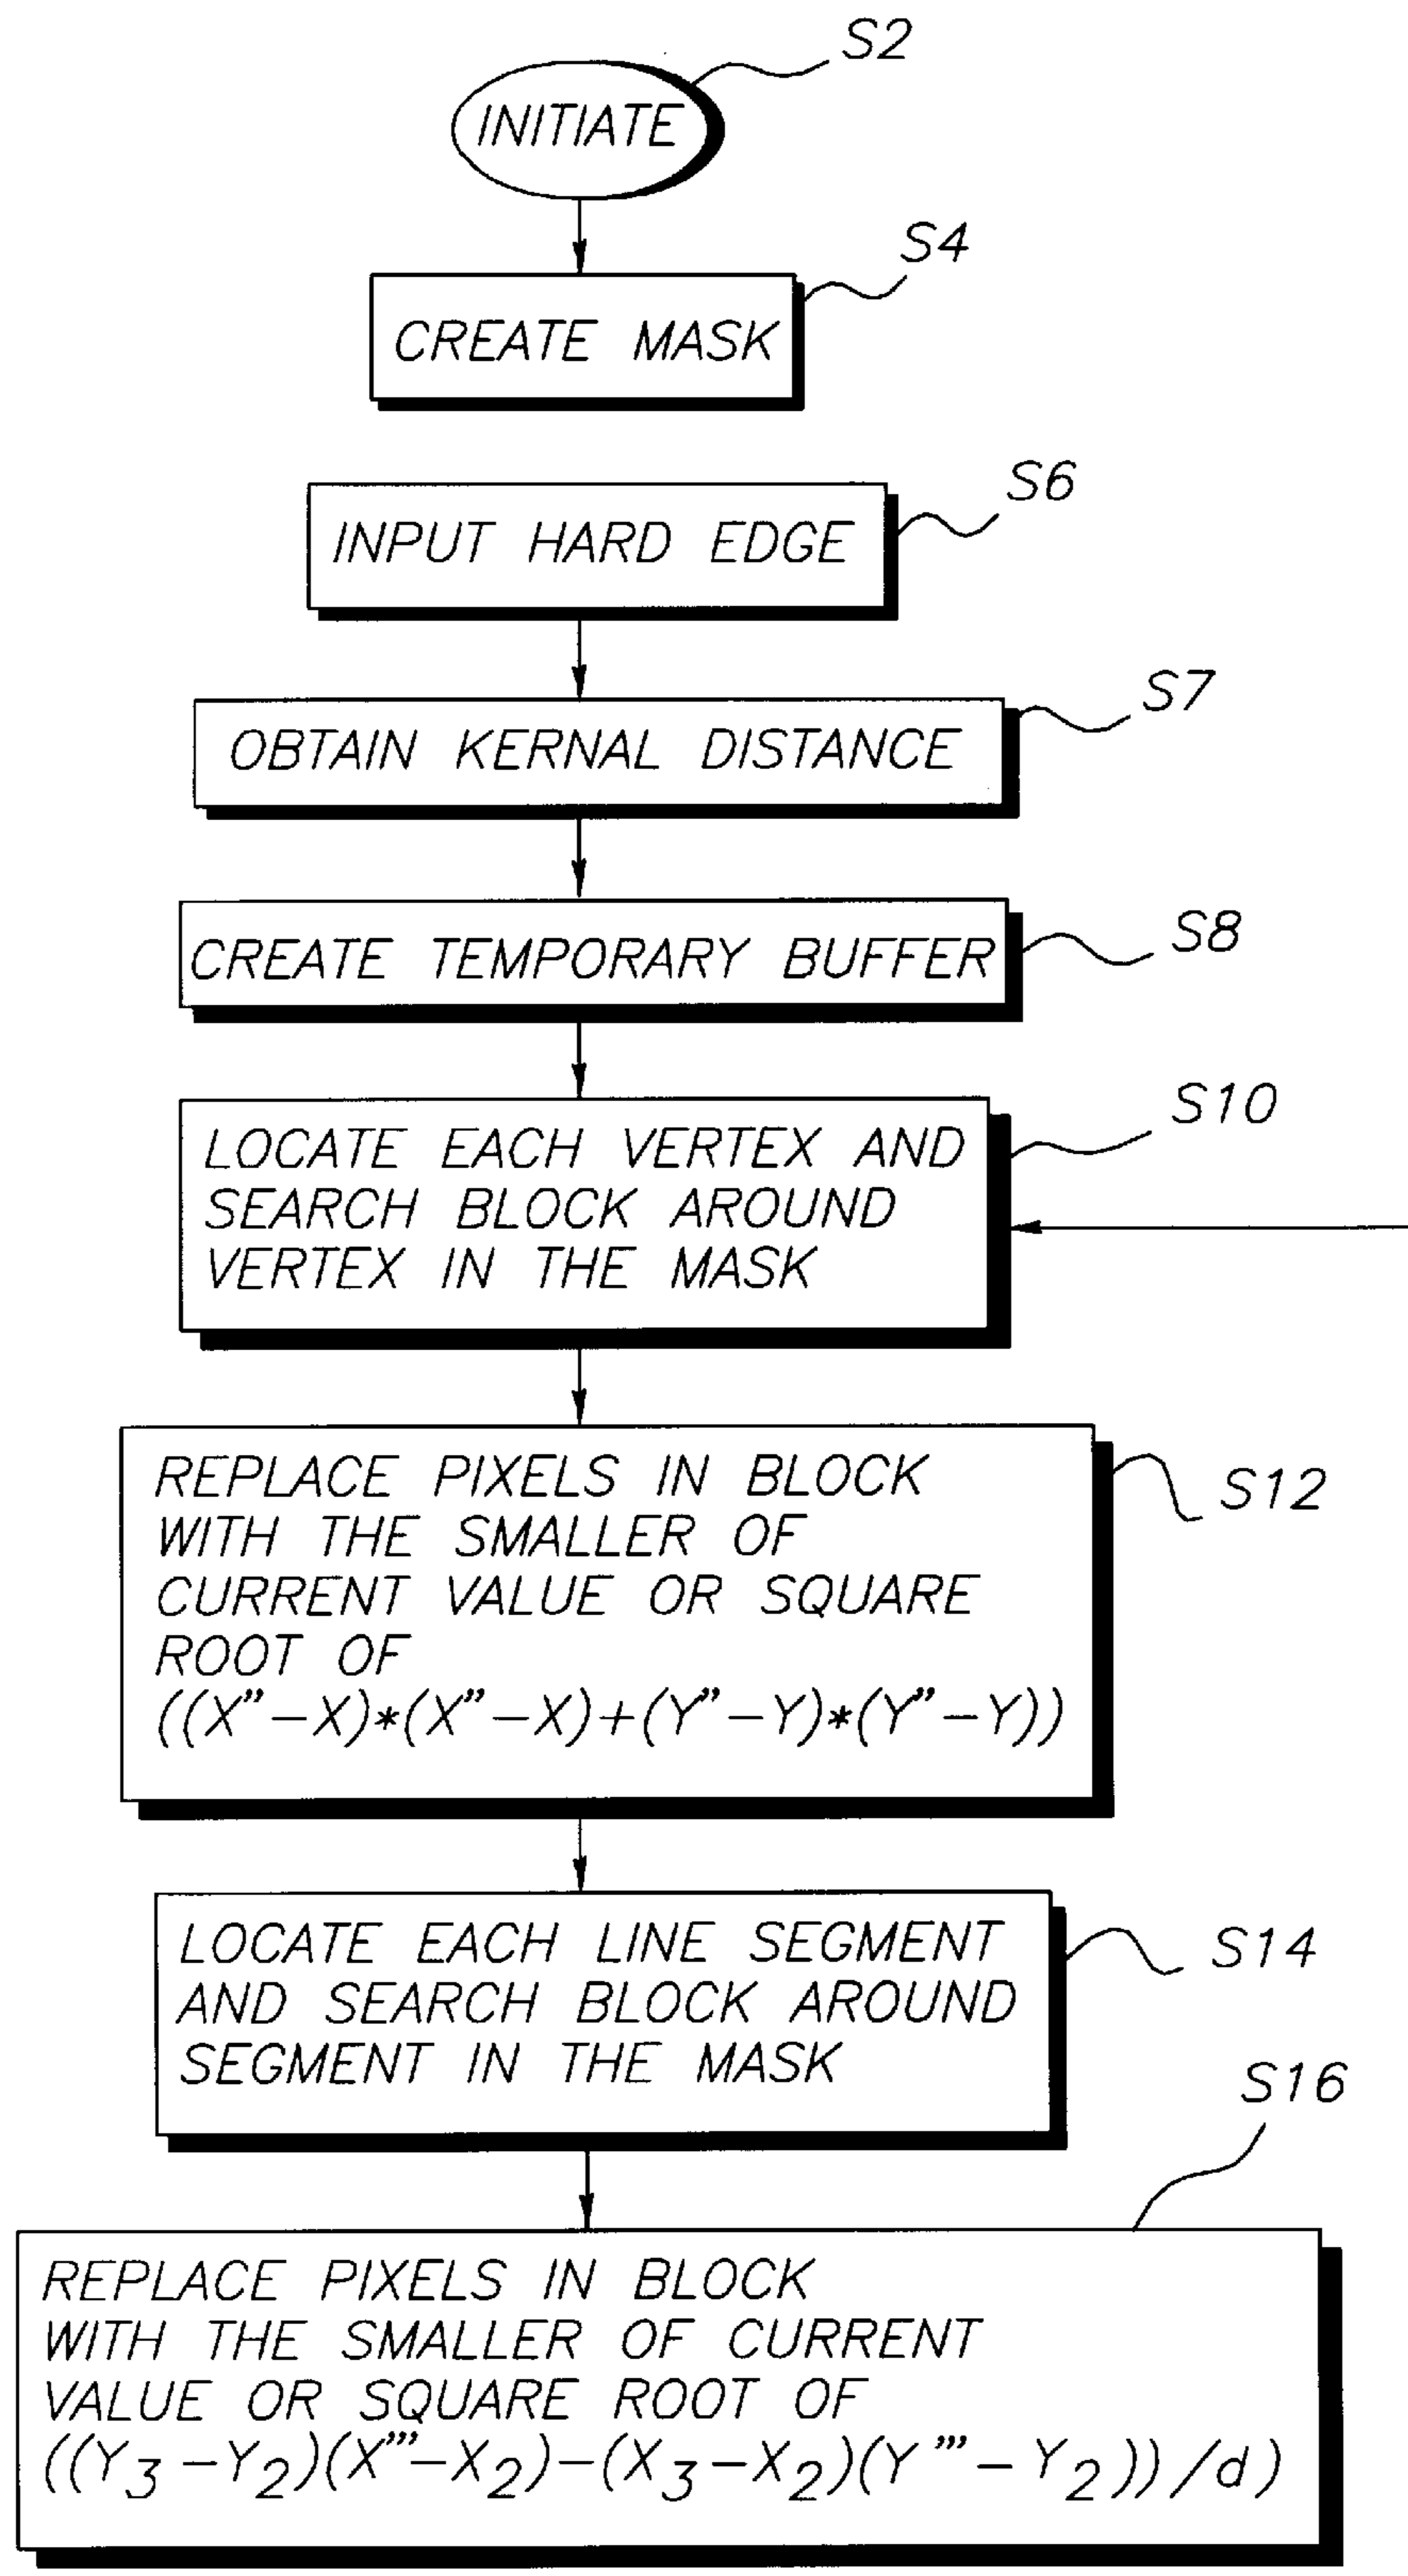 S2
INITIATE
S4
CREATE MASK
S6
INPUT HARD EDGE
S7
OBTAIN KERNAL DISTANCE
S8
CREATE TEMPORARY BUFFER
S10
LOCATE EACH VERTEX AND
SEARCH BLOCK AROUND
VERTEX IN THE MASK
S12
REPLACE PIXELS IN BLOCK
WITH THE SMALLER OF
CURRENT VALUE OR SQUARE
ROOT OF
((X"-X)*(X"-X)+(Y"-Y)*(Y"-Y))
S14
LOCATE EACH LINE SEGMENT
AND SEARCH BLOCK AROUND
SEGMENT IN THE MASK
S16
REPLACE PIXELS IN BLOCK
WITH THE SMALLER OF CURRENT
VALUE OR SQUARE ROOT OF
((Y₃-Y₂)(X'''-X₂)-(X₃-X₂)(Y'''-Y₂))/d)